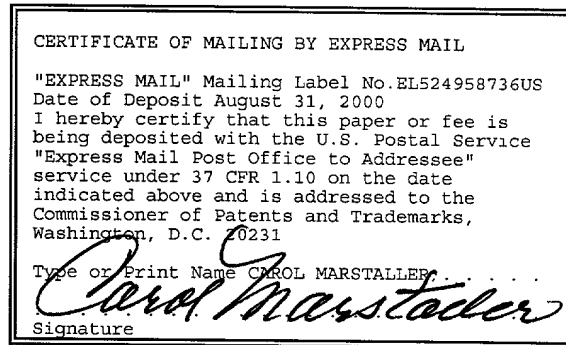 CERTIFICATE OF MAILING BY EXPRESS MAIL
"EXPRESS MAIL" Mailing Label No.EL524958736US
Date of Deposit August 31, 2000
I hereby certify that this paper or fee is
being deposited with the U.S. Postal Service
"Express Mail Post Office to Addressee"
service under 37 CFR 1.10 on the date
indicated above and is addressed to the
Commissioner of Patents and Trademarks,
Washington, D.C. 20231
Type or Print Name CAROL MARSTALLER. . . . . .
Carol Marstaller
Signature